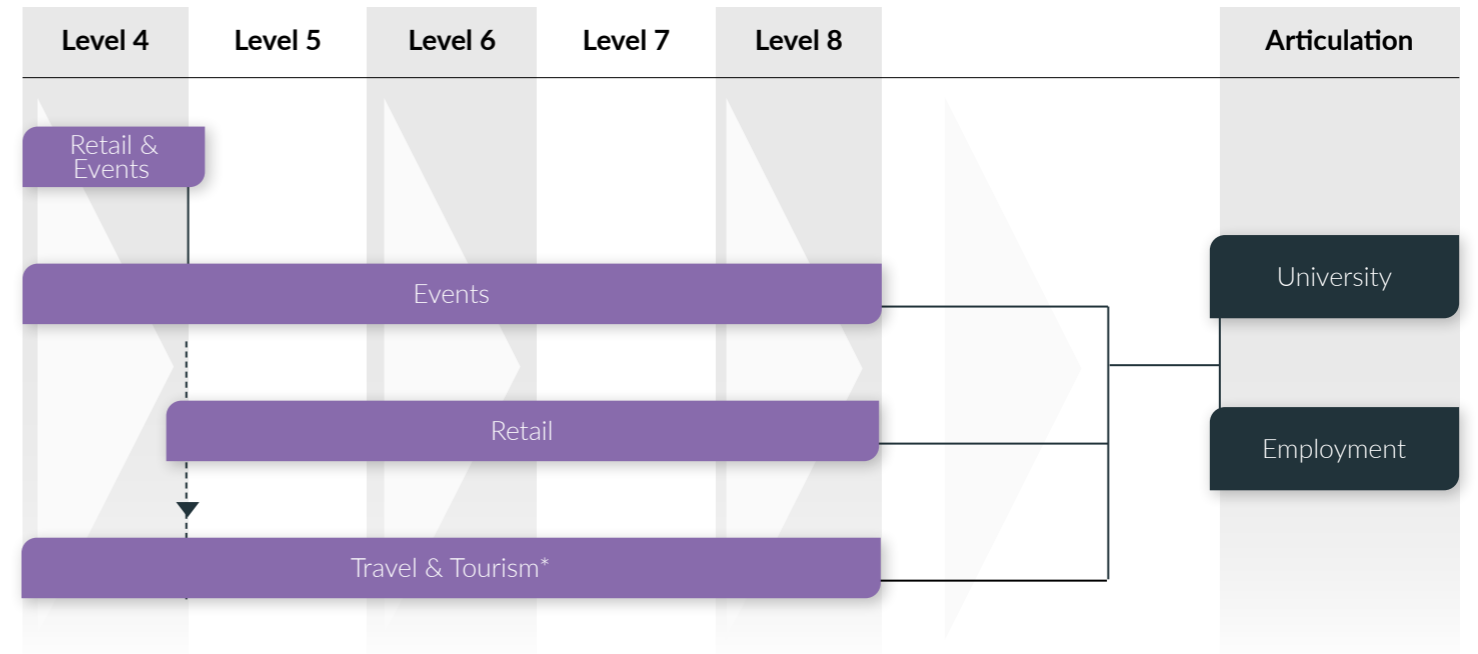 Level 4
Level 5
Level 6
Level 7
Level 8
Articulation
Retail &
Events
Events
University
Retail
Employment
Travel & Tourism*